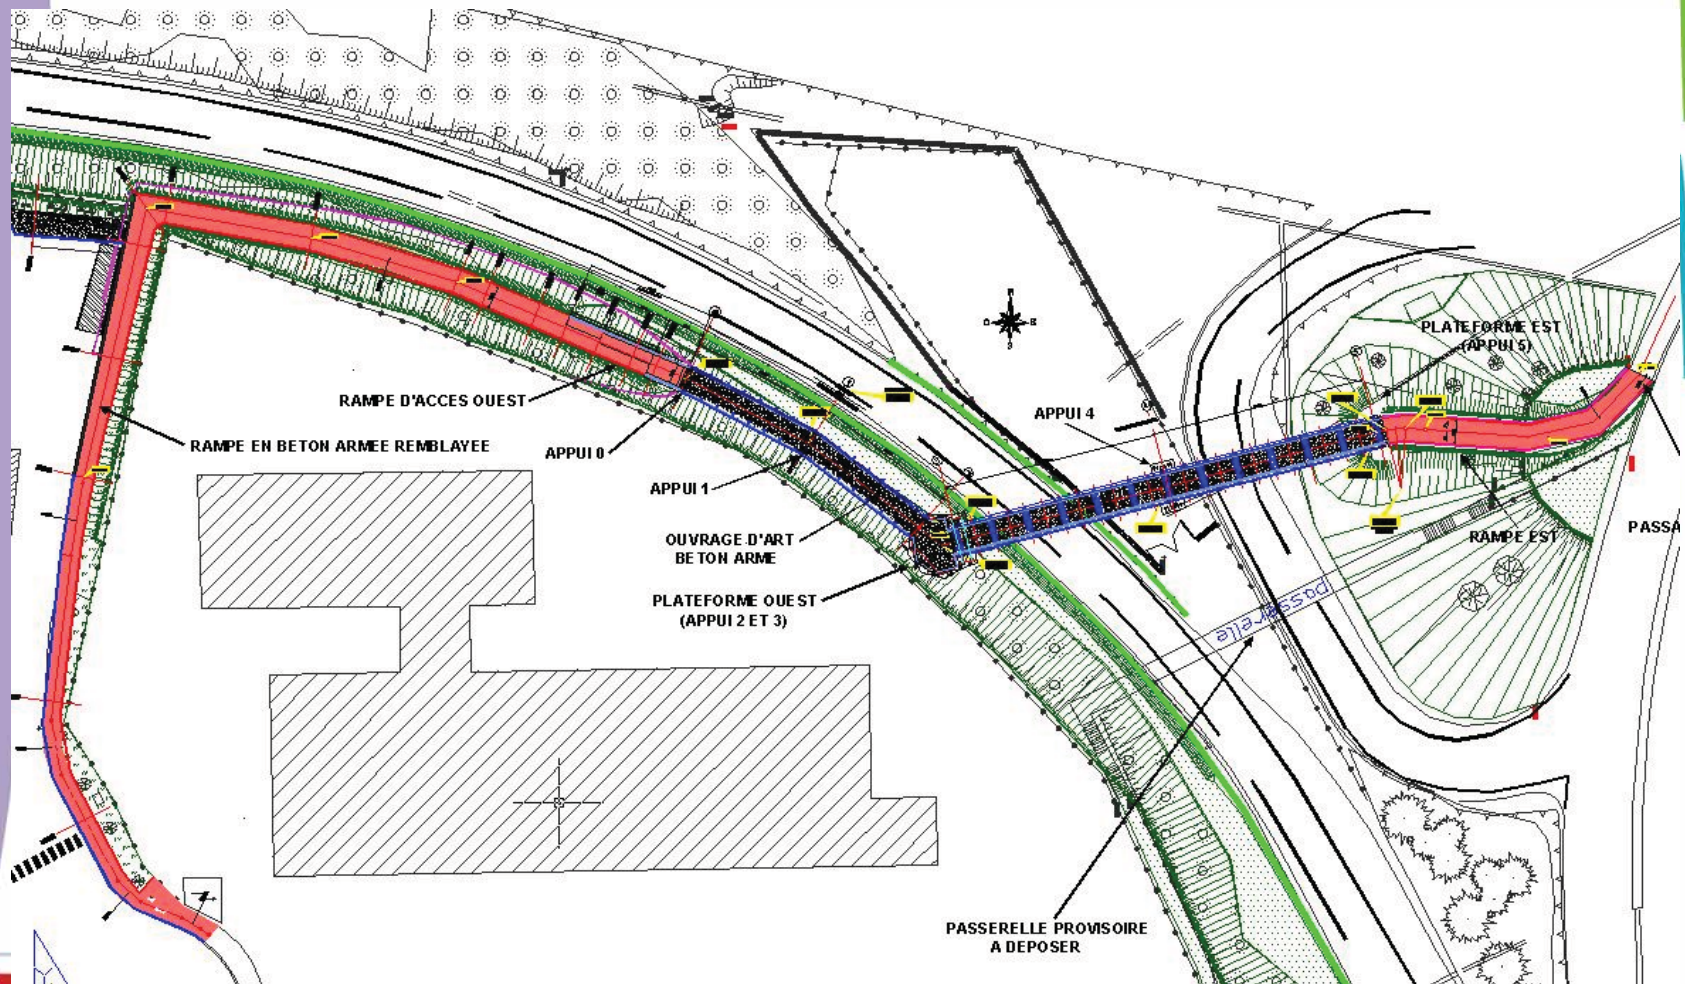 PLATEFORME EST
(APPUI 5)
RAMPE D'ACCES OUEST
APPUI 4
RAMPE EN BETON ARMEE REMBLAYEE
APPUI 0
APPUI 1
OUVRAGE D'ART
BETON ARME
RAMPE EST
PASSA
PLATEFORME OUEST
(APPUI 2 ET 3)
passerelle
PASSERELLE PROVISOIRE
A DEPOSER